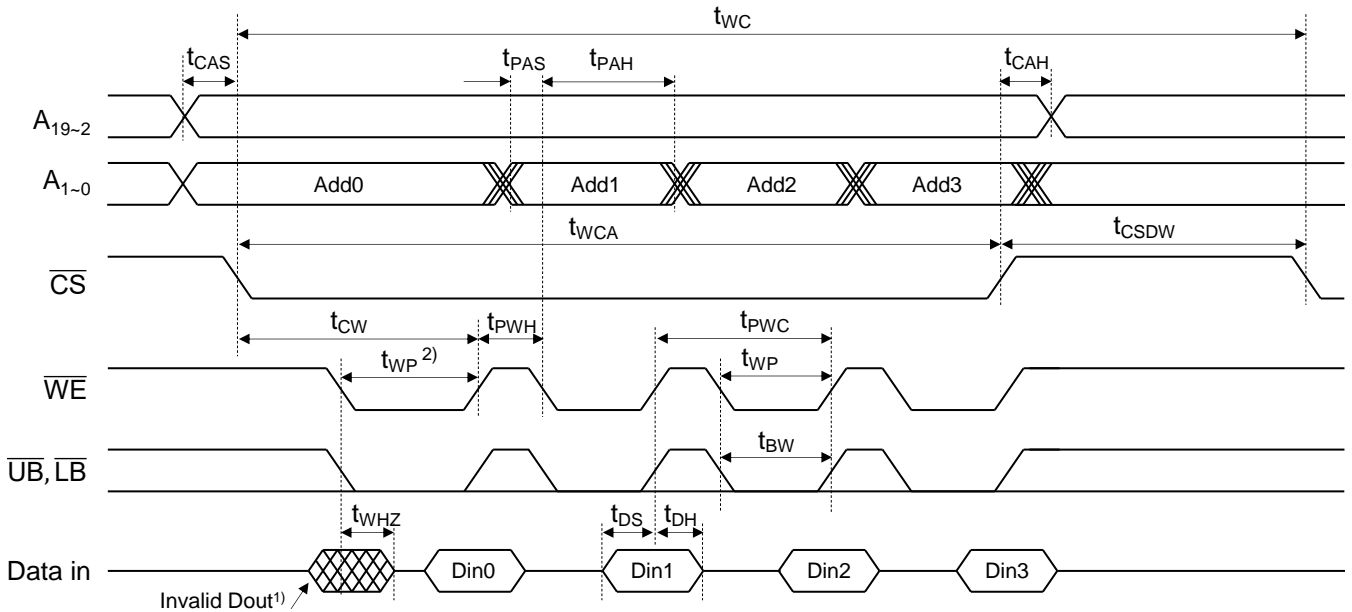 tWC
tCAS tPAS tPAH tCAH
A19~2
A1~0 Add0 Add1 Add2 Add3
tWCA tCSDW
CS
tCW tPWH tPWC
tWP 2) tWP
WE
tBW
UB, LB
tWHZ tDS tDH
Data in Din0 Din1 Din2 Din3
Invalid Dout1)